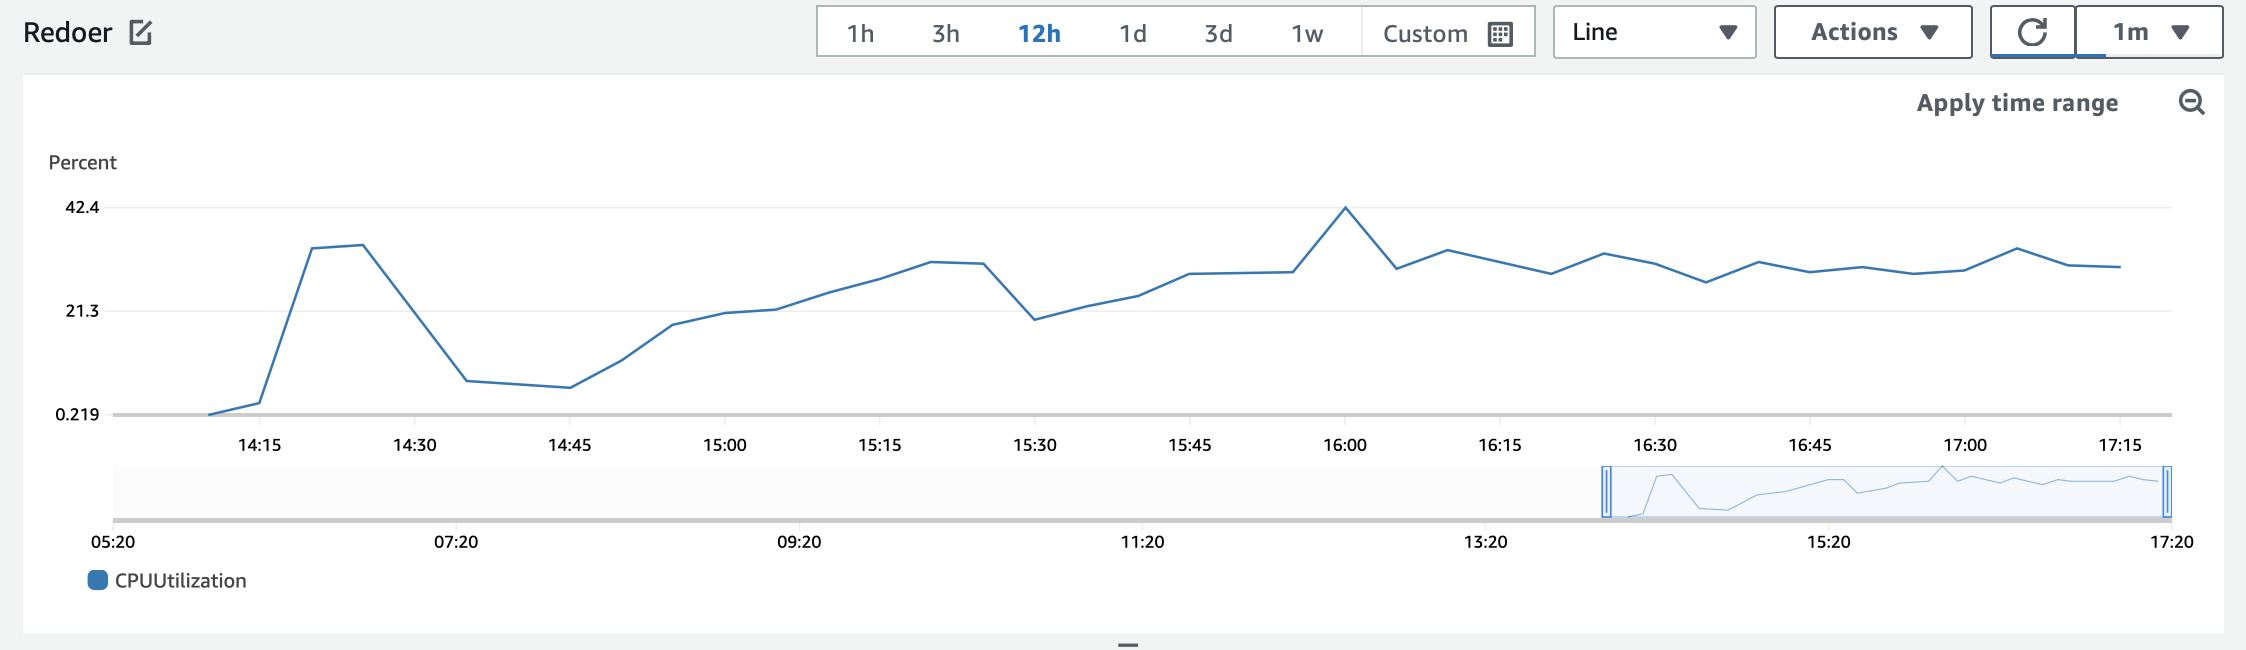 Redoer 1h 3h 12h 1d 3d 1w Custom Line Actions 1m
Apply time range
Percent
42.4
21.3
0.219
14:15 14:30 14:45 15:00 15:15 15:30 15:45 16:00 16:15 16:30 16:45 17:00 17:15
05:20 07:20 09:20 11:20 13:20 15:20 17:20
CPUUtilization